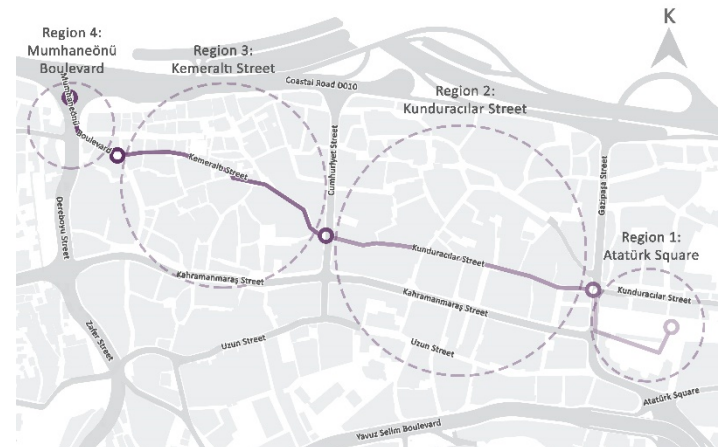 K
Region 4:
Mumhaneönü
Boulevard
Region 3:
Kemeraltı Street
Coastal Road D010
Region 2:
Kunduracılar Street
Mumhaneönü
Boulevard
Kemeraltı Street
Cumhuriyet Street
Gazipaşa Street
Dereboyu Street
Region 1:
Atatürk Square
Kunduracılar Street
Kahramanmaraş Street
Kunduracılar Street
Kahramanmaraş Street
Zafer Street
Uzun Street
Uzun Street
Atatürk Square
Yavuz Selim Boulevard